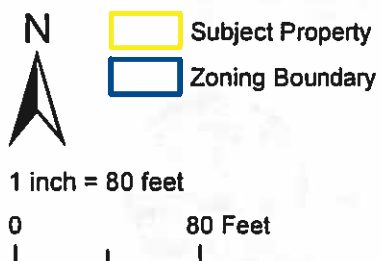 N
Subject Property
Zoning Boundary
1 inch = 80 feet
0 80 Feet